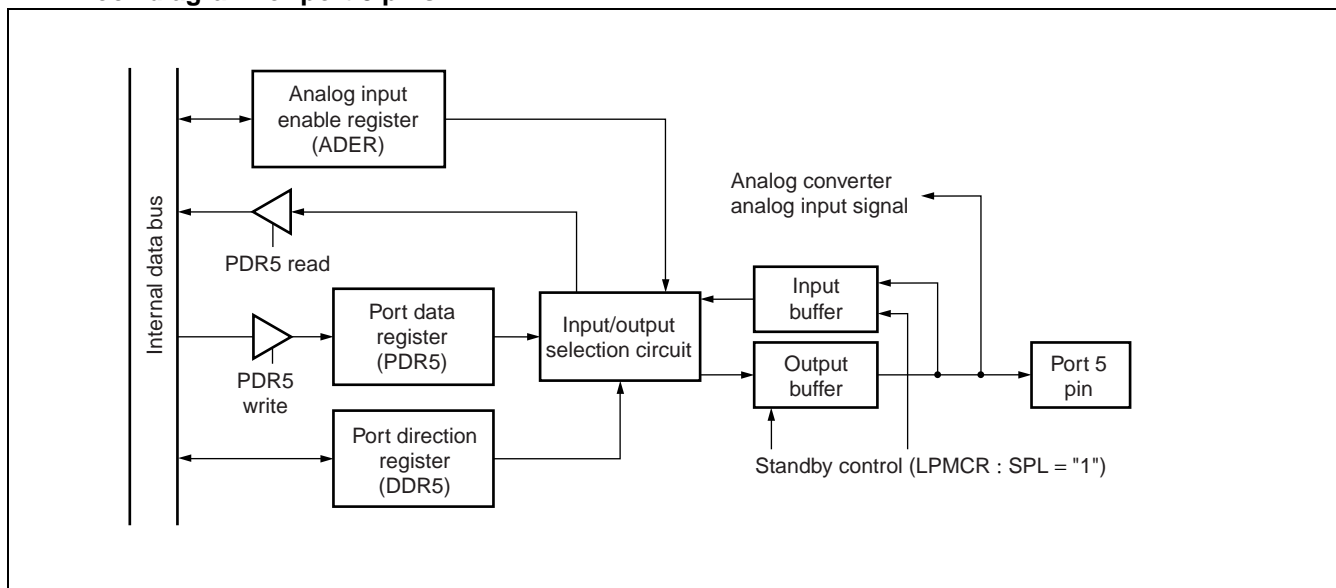 Internal data bus
Analog input
enable register
(ADER)
PDR5 read
Port data
register
(PDR5)
PDR5
write
Port direction
register
(DDR5)
Input/output
selection circuit
Analog converter
analog input signal
Input
buffer
Output
buffer
Port 5
pin
Standby control (LPMCR : SPL = "1")